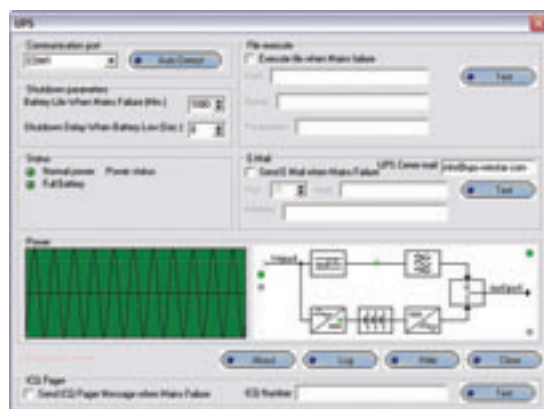 UPS
Communication port
COM1
Auto Detect
Shutdown parameters
Battery Life When Mains Failure (Min.)
Shutdown Delay When Battery Low (Sec.)
Status
Normal power Power status
Full Battery
File execute
Execute file when Mains failure
Path
Test
E-Mail
Send E-Mail when Mains Failure
Test
Power
Input
output
About
Log
Hide
Close
ICQ Pager
Send ICQ Pager Message when Mains Failure
ICQ Number
Test